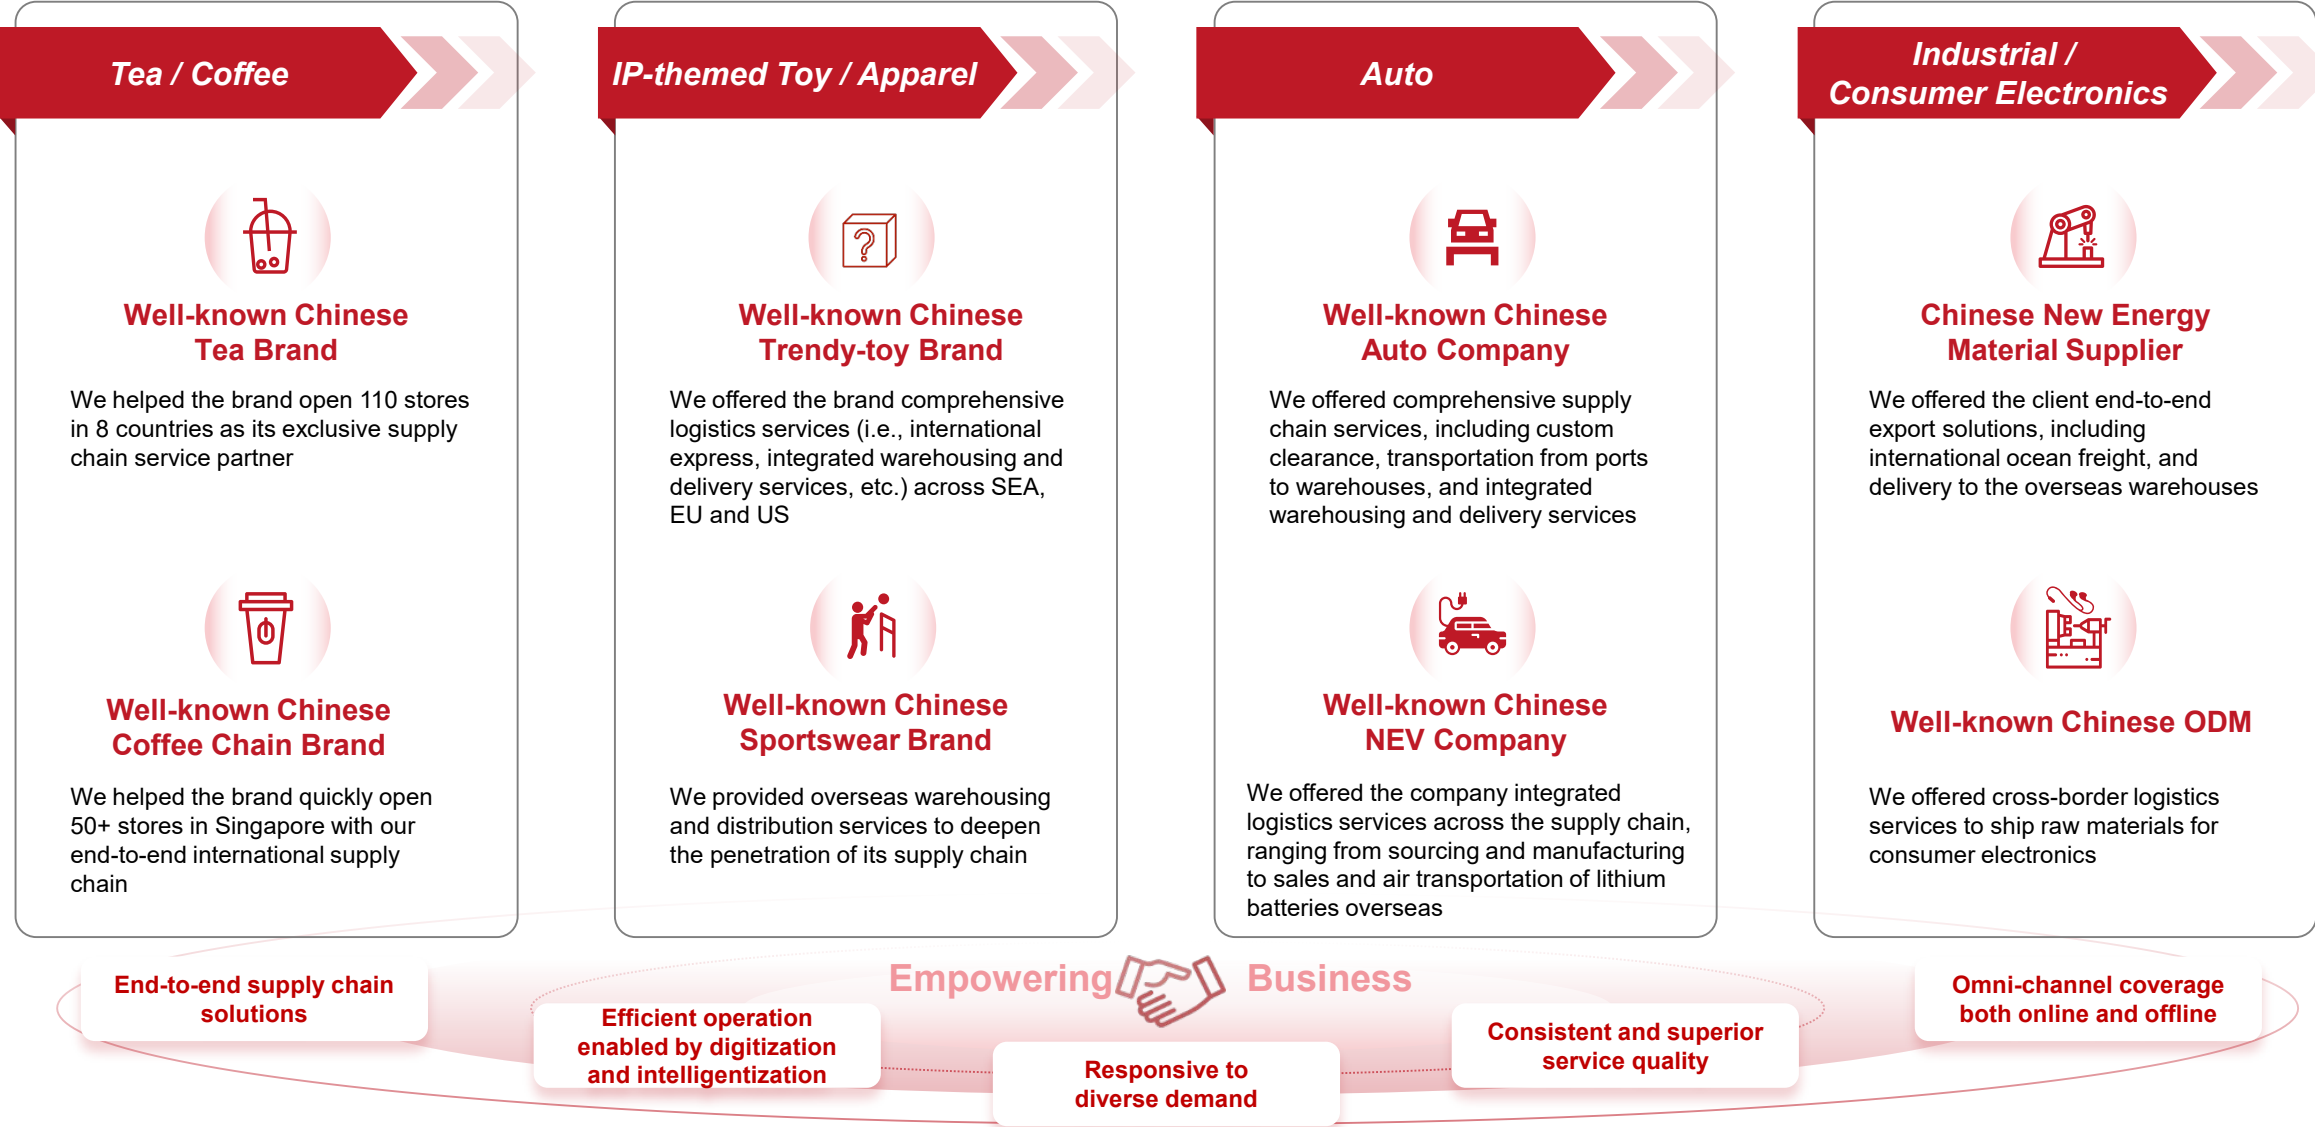 Tea / Coffee
Well-known Chinese
Tea Brand
We helped the brand open 110 stores
in 8 countries as its exclusive supply
chain service partner
Well-known Chinese
Coffee Chain Brand
We helped the brand quickly open
50+ stores in Singapore with our
end-to-end international supply
chain
IP-themed Toy / Apparel
Well-known Chinese
Trendy-toy Brand
We offered the brand comprehensive
logistics services (i.e., international
express, integrated warehousing and
delivery services, etc.) across SEA,
EU and US
Well-known Chinese
Sportswear Brand
We provided overseas warehousing
and distribution services to deepen
the penetration of its supply chain
Auto
Well-known Chinese
Auto Company
We offered comprehensive supply
chain services, including custom
clearance, transportation from ports
to warehouses, and integrated
warehousing and delivery services
Well-known Chinese
NEV Company
We offered the company integrated
logistics services across the supply chain,
ranging from sourcing and manufacturing
to sales and air transportation of lithium
batteries overseas
Industrial /
Consumer Electronics
Chinese New Energy
Material Supplier
We offered the client end-to-end
export solutions, including
international ocean freight, and
delivery to the overseas warehouses
Well-known Chinese ODM
We offered cross-border logistics
services to ship raw materials for
consumer electronics
Empowering Business
End-to-end supply chain
solutions
Efficient operation
enabled by digitization
and intelligentization
Responsive to
diverse demand
Consistent and superior
service quality
Omni-channel coverage
both online and offline